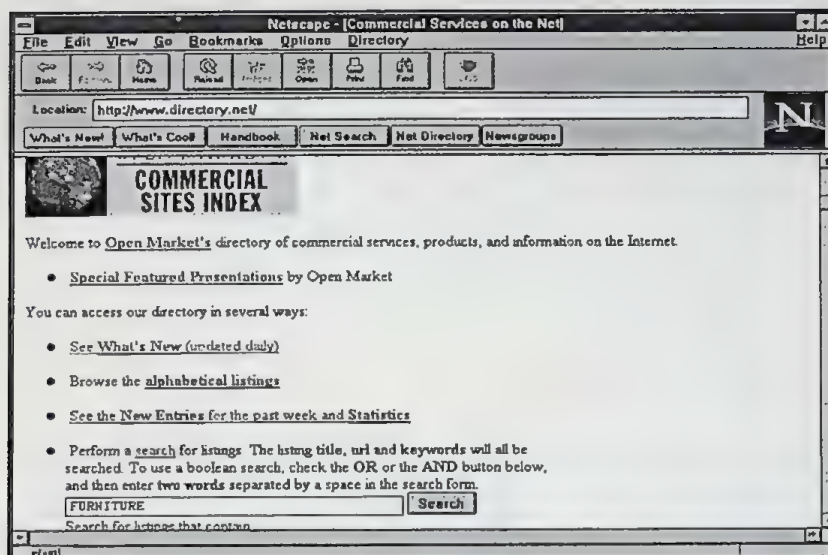 Netscape - [Commercial Services on the Net]
File Edit View Go Bookmarks Options Directory Help
Back Home Reload Open Print Find
Location: http://www.directory.net/
What's New! What's Cool! Handbook Net Search Net Directory Newsgroups
N
COMMERCIAL
SITES INDEX
Welcome to Open Market's directory of commercial services, products, and information on the Internet.
Special Featured Presentations by Open Market
You can access our directory in several ways:
See What's New (updated daily)
Browse the alphabetical listings
See the New Entries for the past week and Statistics
Perform a search for listings. The listing title, url and keywords will all be
searched. To use a boolean search, check the OR or the AND button below,
and then enter two words separated by a space in the search form.
FURNITURE Search
Search for listings that contain